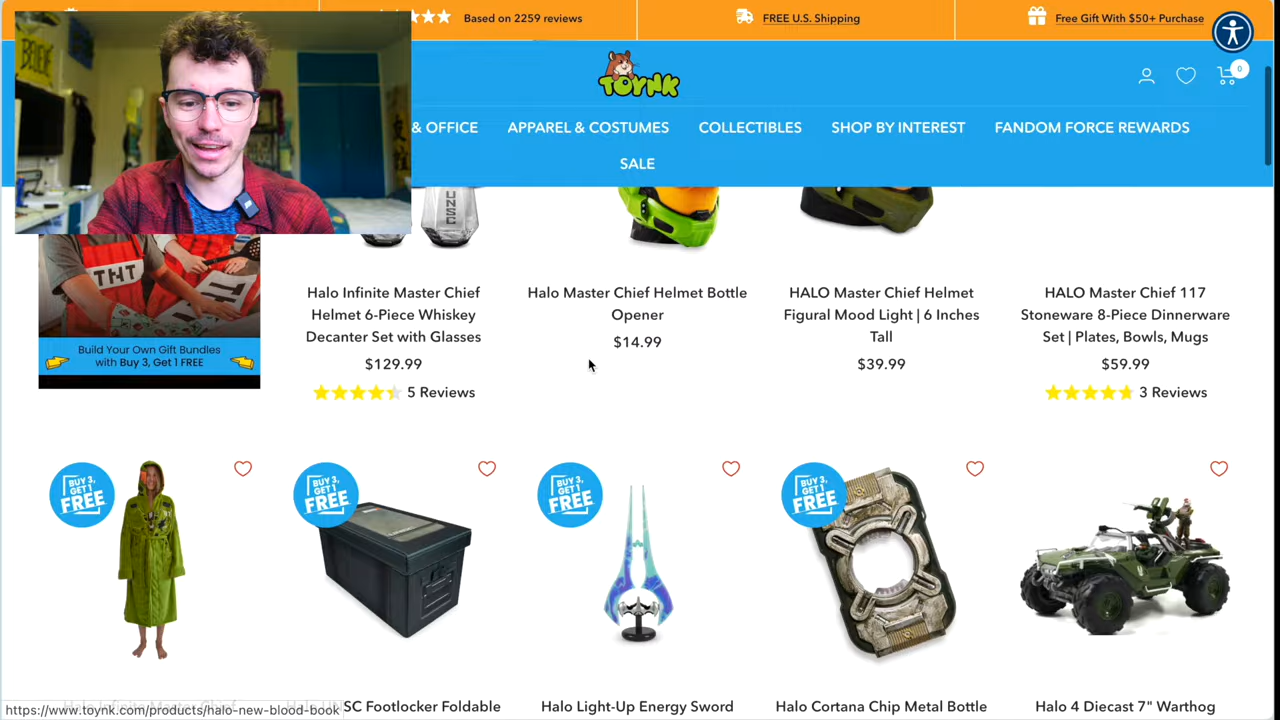 Based on 2259 reviews
FREE U.S. Shipping
Free Gift With $50+ Purchase
TOYNK
0
& OFFICE
APPAREL & COSTUMES
COLLECTIBLES
SHOP BY INTEREST
FANDOM FORCE REWARDS
SALE
UNSC
TNT
Build Your Own Gift Bundles
with Buy 3, Get 1 FREE
Halo Infinite Master Chief
Helmet 6-Piece Whiskey
Decanter Set with Glasses
$129.99
5 Reviews
Halo Master Chief Helmet Bottle
Opener
$14.99
HALO Master Chief Helmet
Figural Mood Light | 6 Inches
Tall
$39.99
HALO Master Chief 117
Stoneware 8-Piece Dinnerware
Set | Plates, Bowls, Mugs
$59.99
3 Reviews
BUY 3,
GET 1
FREE
BUY 3,
GET 1
FREE
BUY 3,
GET 1
FREE
BUY 3,
GET 1
FREE
SC Footlocker Foldable
Halo Light-Up Energy Sword
Halo Cortana Chip Metal Bottle
Halo 4 Diecast 7" Warthog
https://www.toynk.com/products/halo-new-blood-book